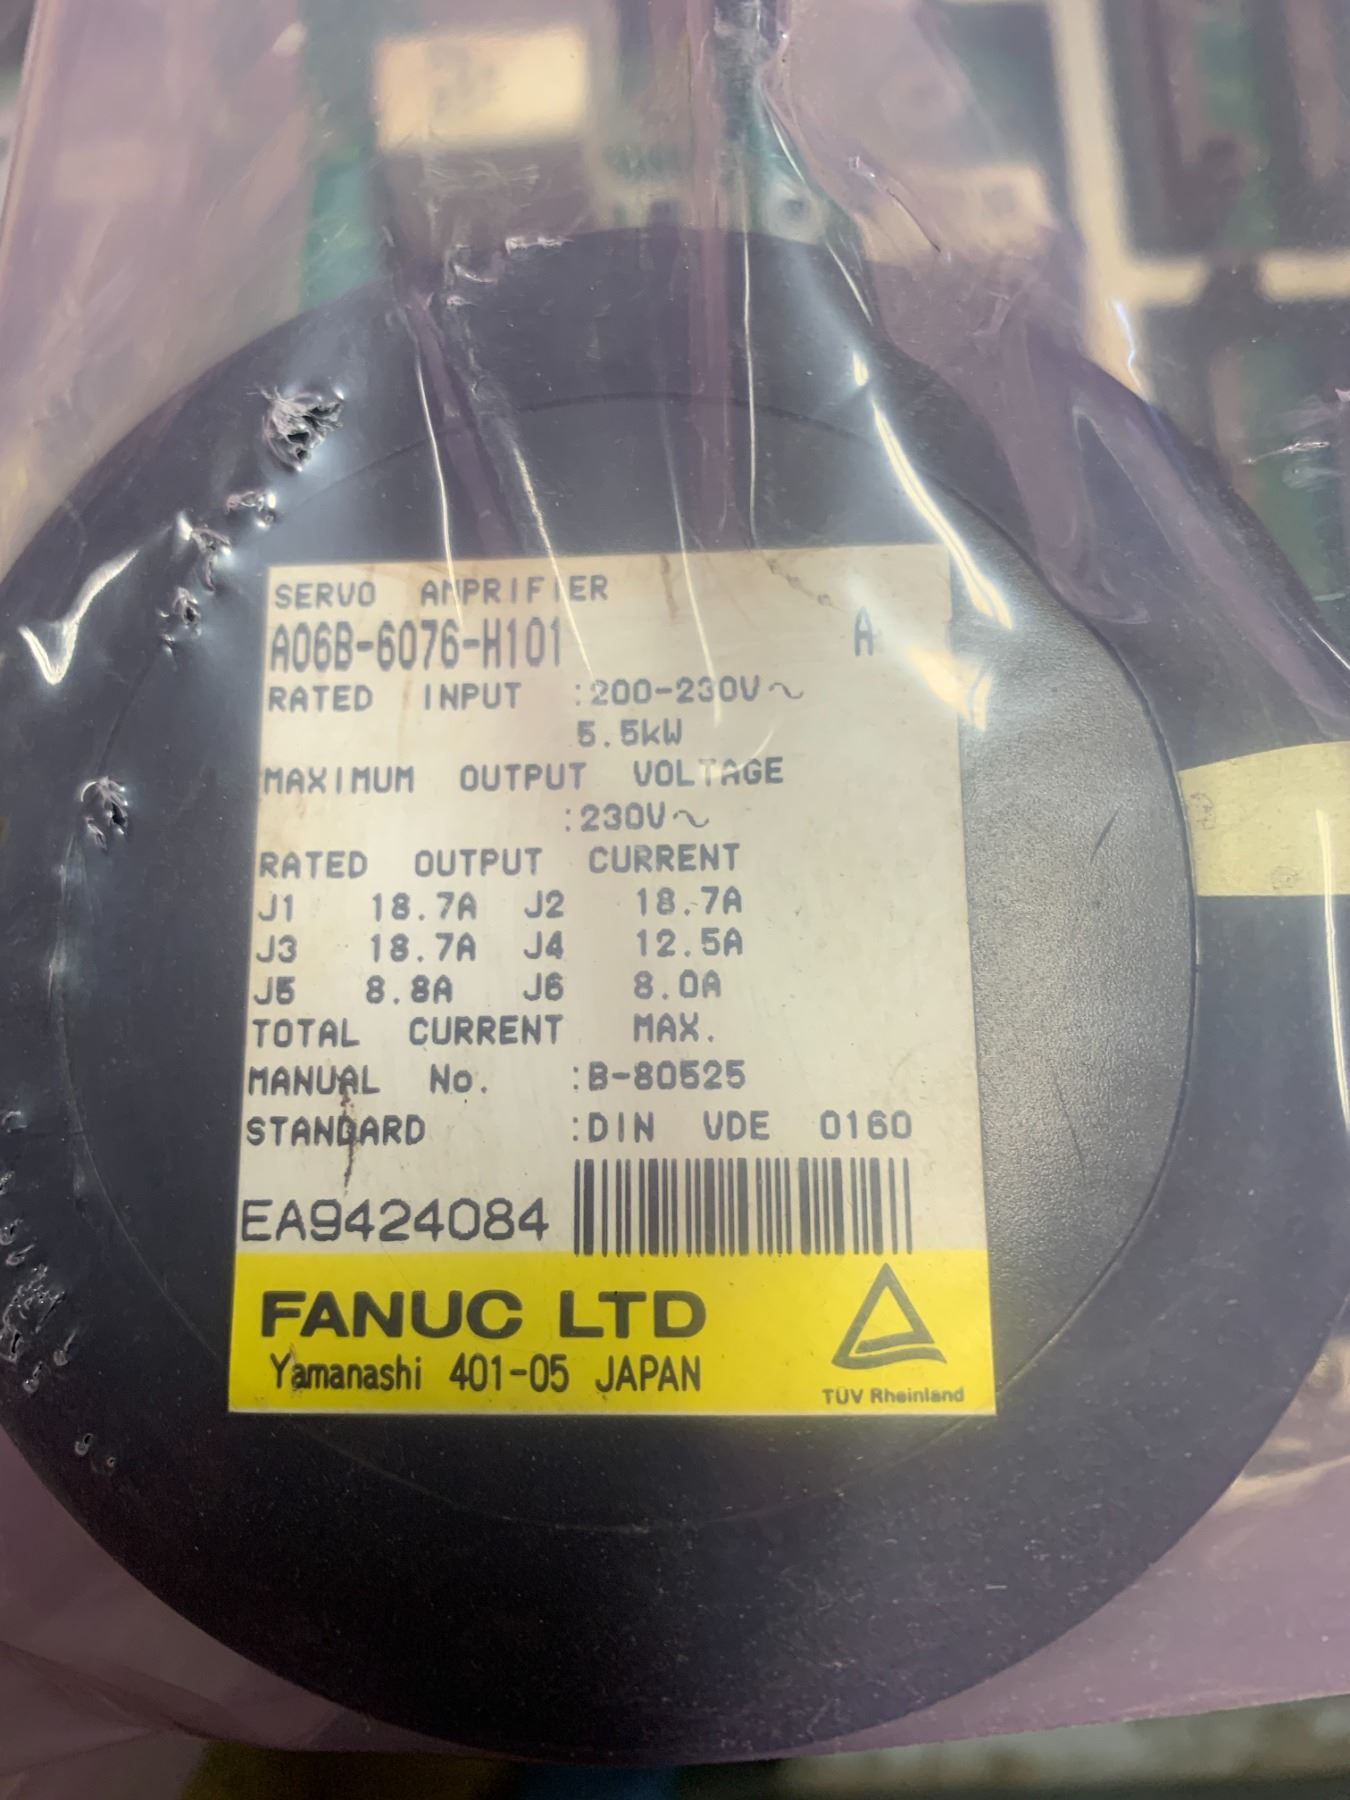 SERVO AMPRIFIER
A06B-6076-H101 A
RATED INPUT :200-230V~
5.5kW
MAXIMUM OUTPUT VOLTAGE
:230V~
RATED OUTPUT CURRENT
J1 18.7A J2 18.7A
J3 18.7A J4 12.5A
J5 8.8A J6 8.0A
TOTAL CURRENT MAX.
MANUAL No. :B-80525
STANDARD :DIN VDE 0160
EA9424084
FANUC LTD
Yamanashi 401-05 JAPAN
TÜV Rheinland